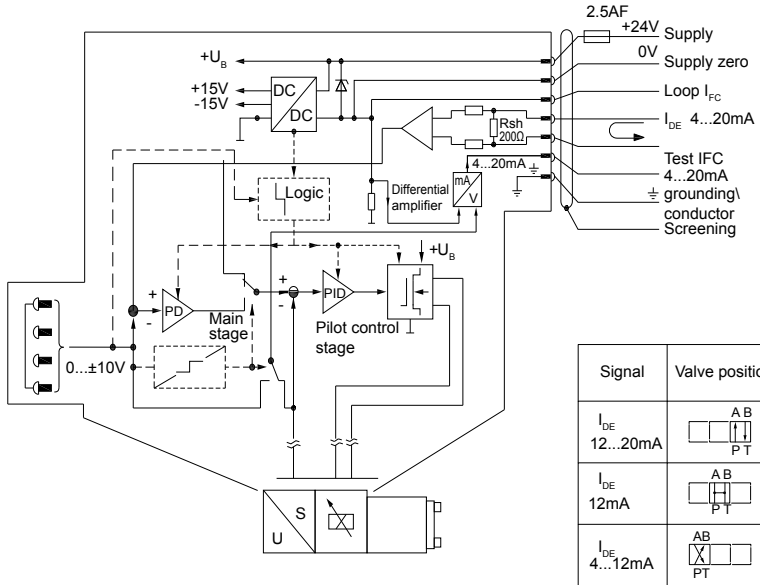 2.5AF
+24V Supply
0V
Supply zero
Loop I_FC
I_DE 4...20mA
Test IFC
4...20mA
grounding\
conductor
Screening
+U_B
+15V
-15V
DC
DC
Rsh
200Ω
4...20mA
mA
V
Differential
amplifier
Logic
+U_B
+
-
PD
Main
stage
+
-
PID
Pilot control
stage
0...±10V
S
U
Signal Valve positio
I_DE
12...20mA
A B
P T
I_DE
12mA
A B
P T
I_DE
4...12mA
AB
PT